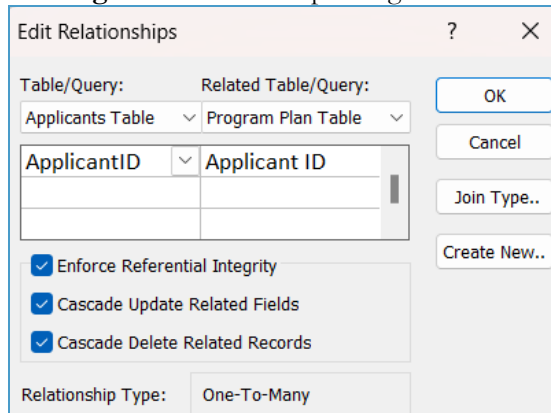 Edit Relationships ? ×
Table/Query: Related Table/Query:
Applicants Table Program Plan Table
ApplicantID Applicant ID
OK
Cancel
Join Type..
Create New..
Enforce Referential Integrity
Cascade Update Related Fields
Cascade Delete Related Records
Relationship Type: One-To-Many